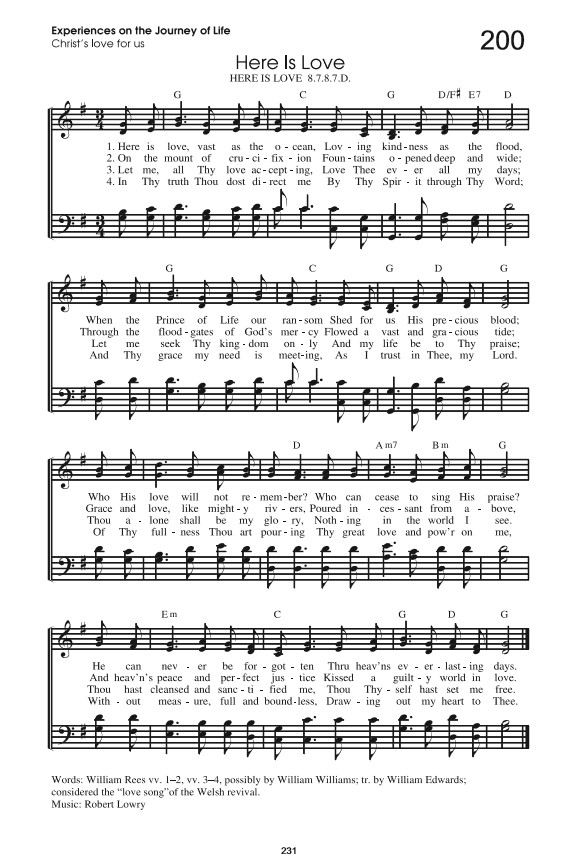 Experiences on the Journey of Life
Christ's love for us
200
Here Is Love
HERE IS LOVE 8.7.8.7.D.
G C G D/F♯ E7 D
1. Here is love, vast as the o - cean, Lov - ing kind - ness as the flood,
2. On the mount of cru - ci - fix - ion Foun - tains o - pened deep and wide;
3. Let me, all Thy love ac - cept - ing, Love Thee ev - er all my days;
4. In Thy truth Thou dost di - rect me By Thy Spir - it through Thy Word;
G C G D G
When the Prince of Life our ran - som Shed for us His pre - cious blood;
Through the flood - gates of God's mer - cy Flowed a vast and gra - cious tide;
Let me seek Thy king - dom on - ly And my life be to Thy praise;
And Thy grace my need is meet - ing, As I trust in Thee, my Lord.
D Am7 Bm G
Who His love will not re - mem - ber? Who can cease to sing His praise?
Grace and love, like might - y riv - ers, Poured in - ces - sant from a - bove,
Thou a - lone shall be my glo - ry, Noth - ing in the world I see.
Of Thy full - ness Thou art pour - ing Thy great love and pow'r on me,
Em C G D G
He can nev - er be for - got - ten Thru heav'ns ev - er - last - ing days.
And heav'n's peace and per - fect jus - tice Kissed a guilt - y world in love.
Thou hast cleansed and sanc - ti - fied me, Thou Thy - self hast set me free.
With - out meas - ure, full and bound - less, Draw - ing out my heart to Thee.
Words: William Rees vv. 1–2, vv. 3–4, possibly by William Williams; tr. by William Edwards;
considered the “love song”of the Welsh revival.
Music: Robert Lowry
231